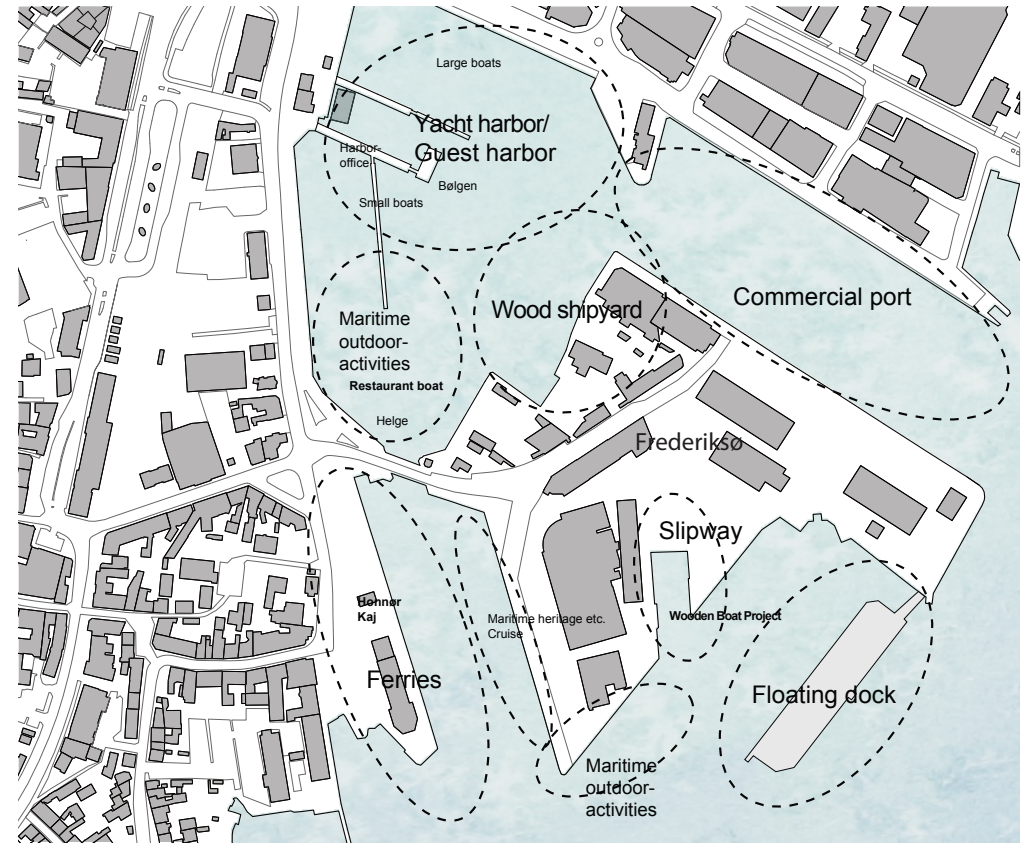 Large boats
Yacht harbor/
Guest harbor
Harbor-
office
Bølgen
Small boats
Wood shipyard
Commercial port
Maritime
outdoor-
activities
Restaurant boat
Helge
Frederiksø
Slipway
Honnør
Kaj
Maritime heritage etc.
Cruise
Wooden Boat Project
Ferries
Floating dock
Maritime
outdoor-
activities